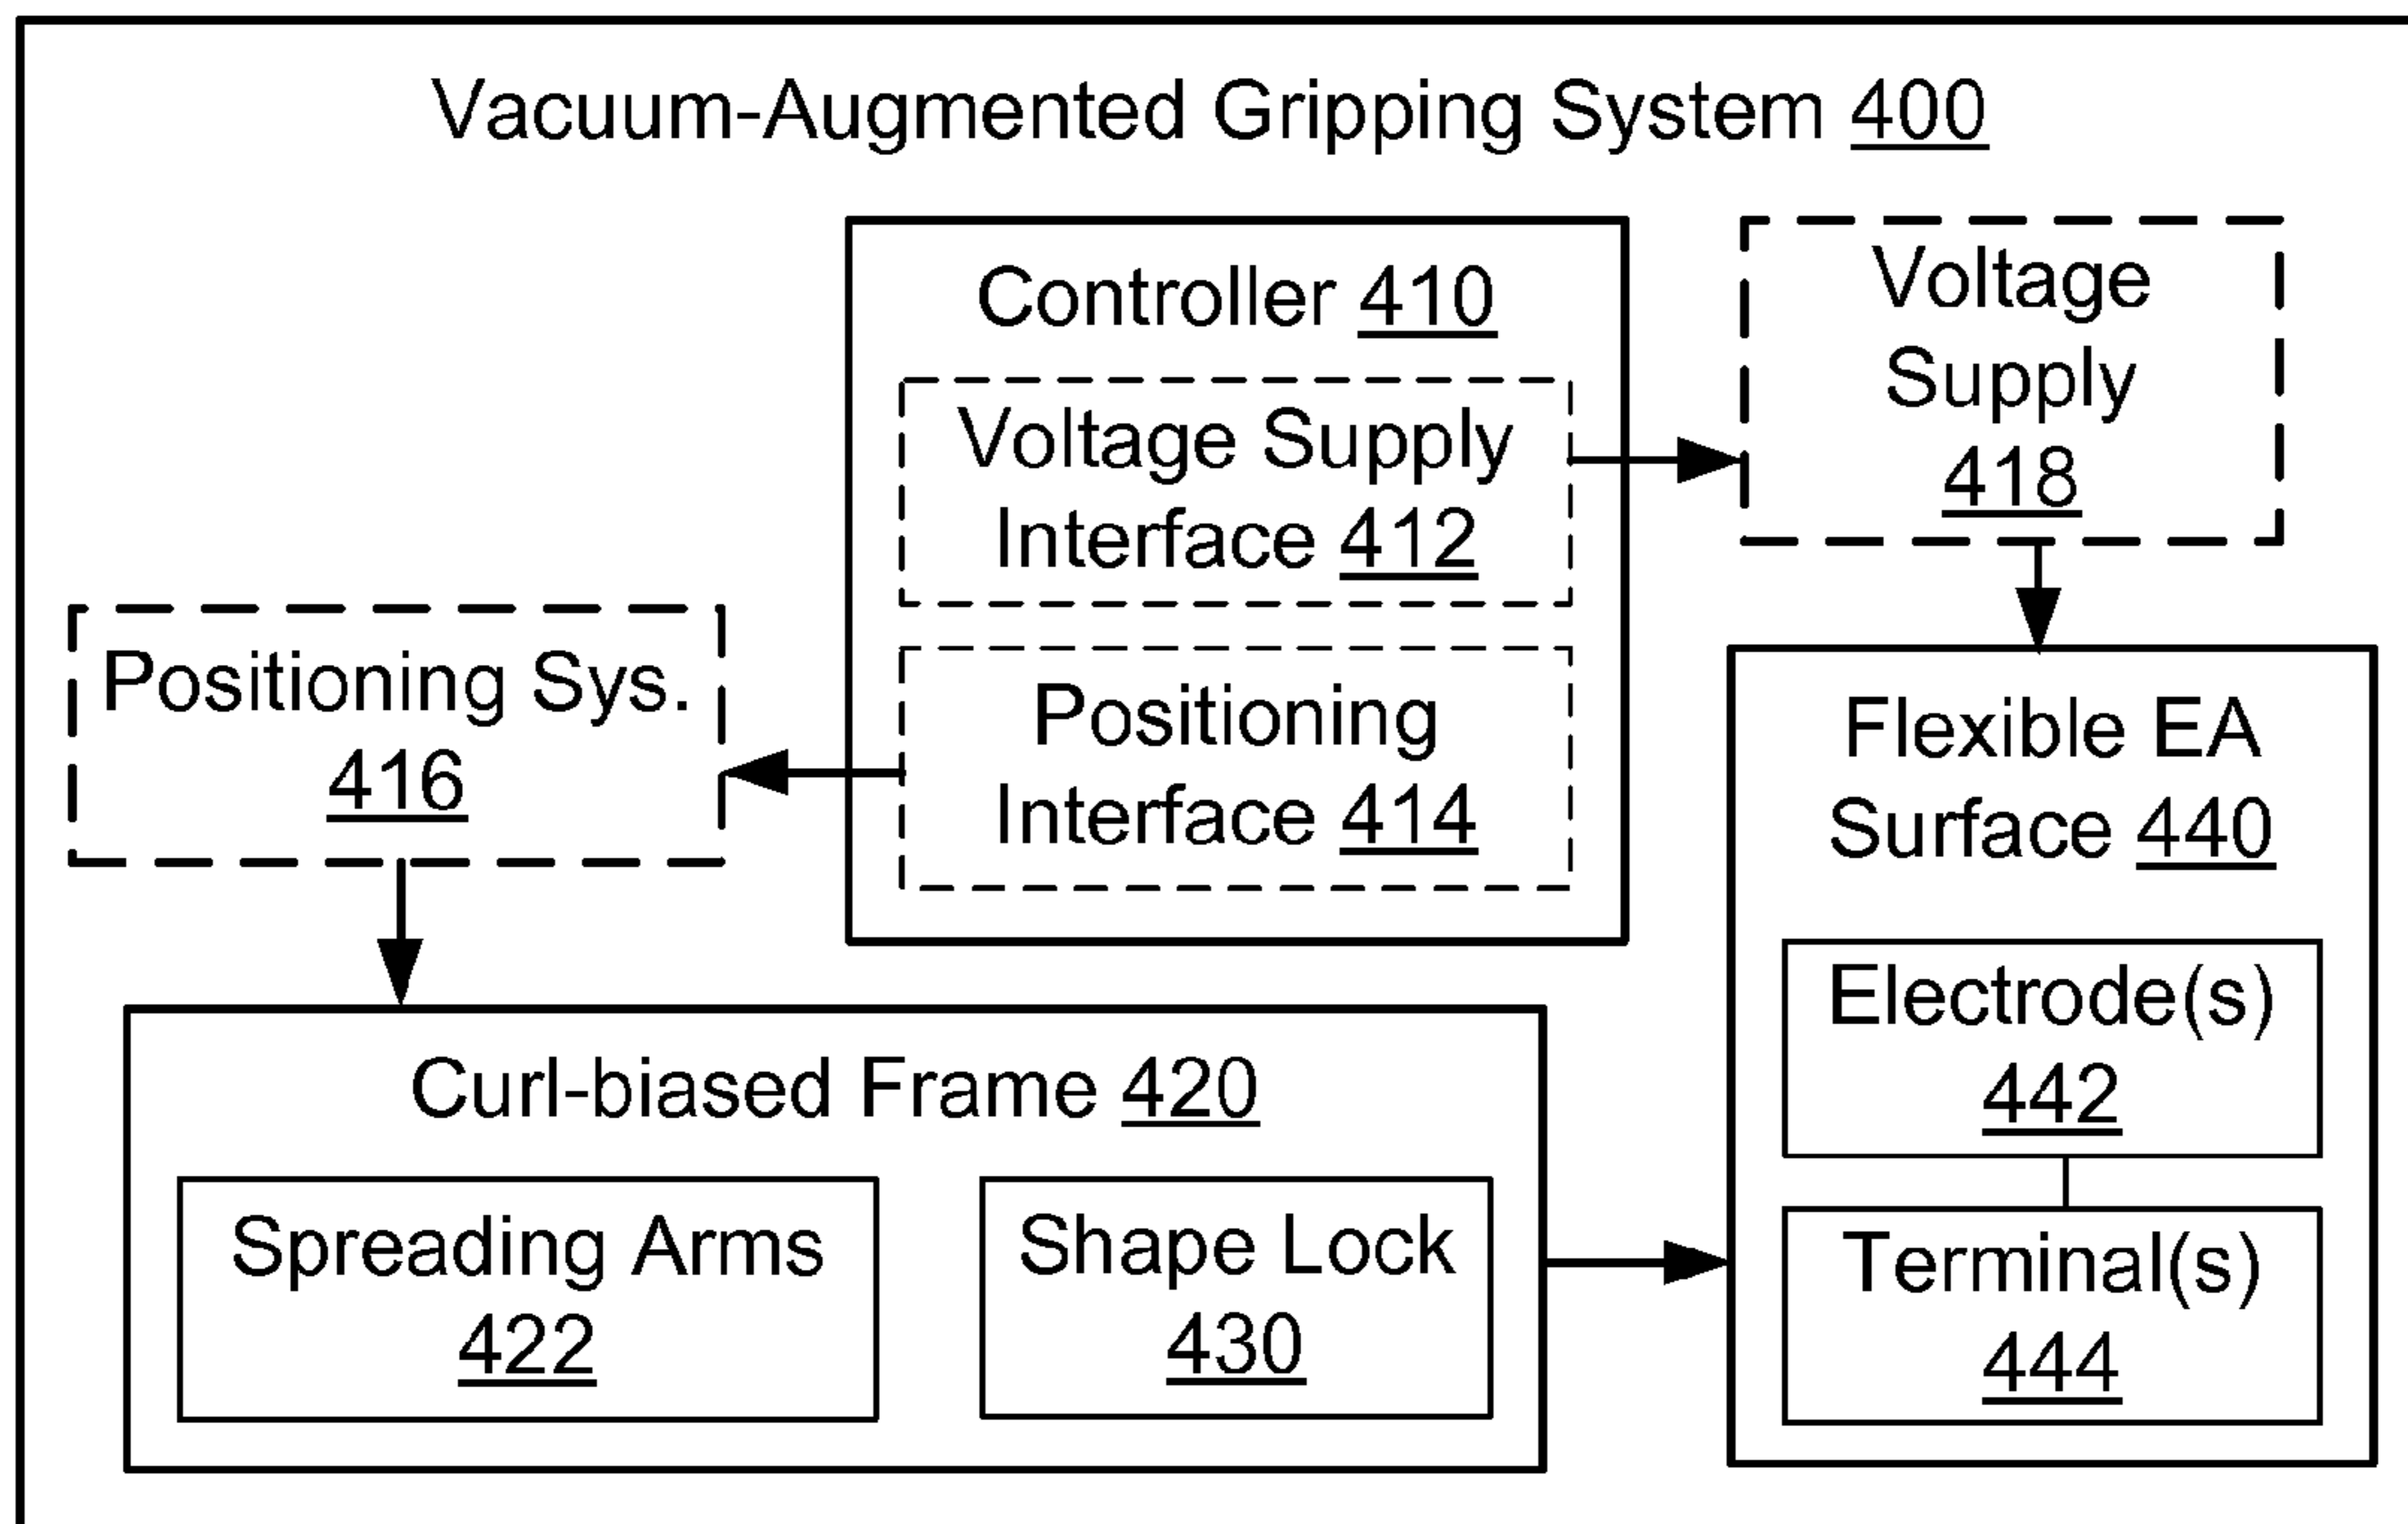 Vacuum-Augmented Gripping System 400
Controller 410
Voltage Supply
Interface 412
Positioning
Interface 414
Voltage
Supply
418
Positioning Sys.
416
Flexible EA
Surface 440
Electrode(s)
442
Terminal(s)
444
Curl-biased Frame 420
Spreading Arms
422
Shape Lock
430